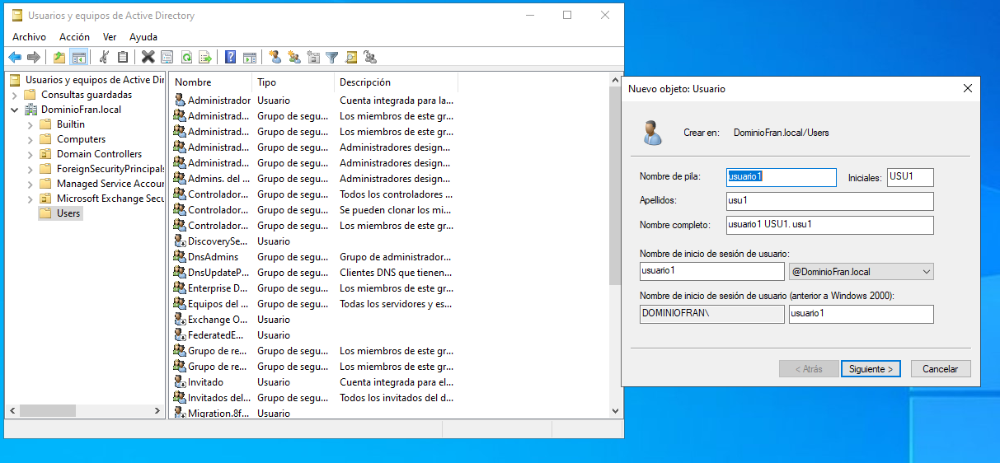 Usuarios y equipos de Active Directory
Archivo Acción Ver Ayuda
Usuarios y equipos de Active Dir
Consultas guardadas
DominioFran.local
Builtin
Computers
Domain Controllers
ForeignSecurityPrincipals
Managed Service Accour
Microsoft Exchange Secu
Users
Nombre Tipo Descripción
Administrador Usuario Cuenta integrada para la...
Administrad... Grupo de segu... Los miembros de este gr...
Administrad... Grupo de segu... Los miembros de este gr...
Administrad... Grupo de segu... Administradores design...
Administrad... Grupo de segu... Administradores design...
Admins. del ... Grupo de segu... Administradores design...
Controlador... Grupo de segu... Todos los controladores ...
Controlador... Grupo de segu... Se pueden clonar los mi...
Controlador... Grupo de segu... Los miembros de este gr...
DiscoverySe... Usuario
DnsAdmins Grupo de segu... Grupo de administrador...
DnsUpdateP... Grupo de segu... Clientes DNS que tienen...
Enterprise D... Grupo de segu... Los miembros de este gr...
Equipos del ... Grupo de segu... Todas los servidores y es...
Exchange O... Usuario
FederatedE... Usuario
Grupo de re... Grupo de segu... Los miembros de este gr...
Grupo de re... Grupo de segu... Los miembros de este gr...
Invitado Usuario Cuenta integrada para el...
Invitados del... Grupo de segu... Todos los invitados del d...
Migration.8f... Usuario
Nuevo objeto: Usuario
Crear en: DominioFran.local/Users
Nombre de pila: usuario1 Iniciales: USU1
Apellidos: usu1
Nombre completo: usuario1 USU1. usu1
Nombre de inicio de sesión de usuario:
usuario1 @DominioFran.local
Nombre de inicio de sesión de usuario (anterior a Windows 2000):
DOMINIOFRAN\ usuario1
< Atrás Siguiente > Cancelar